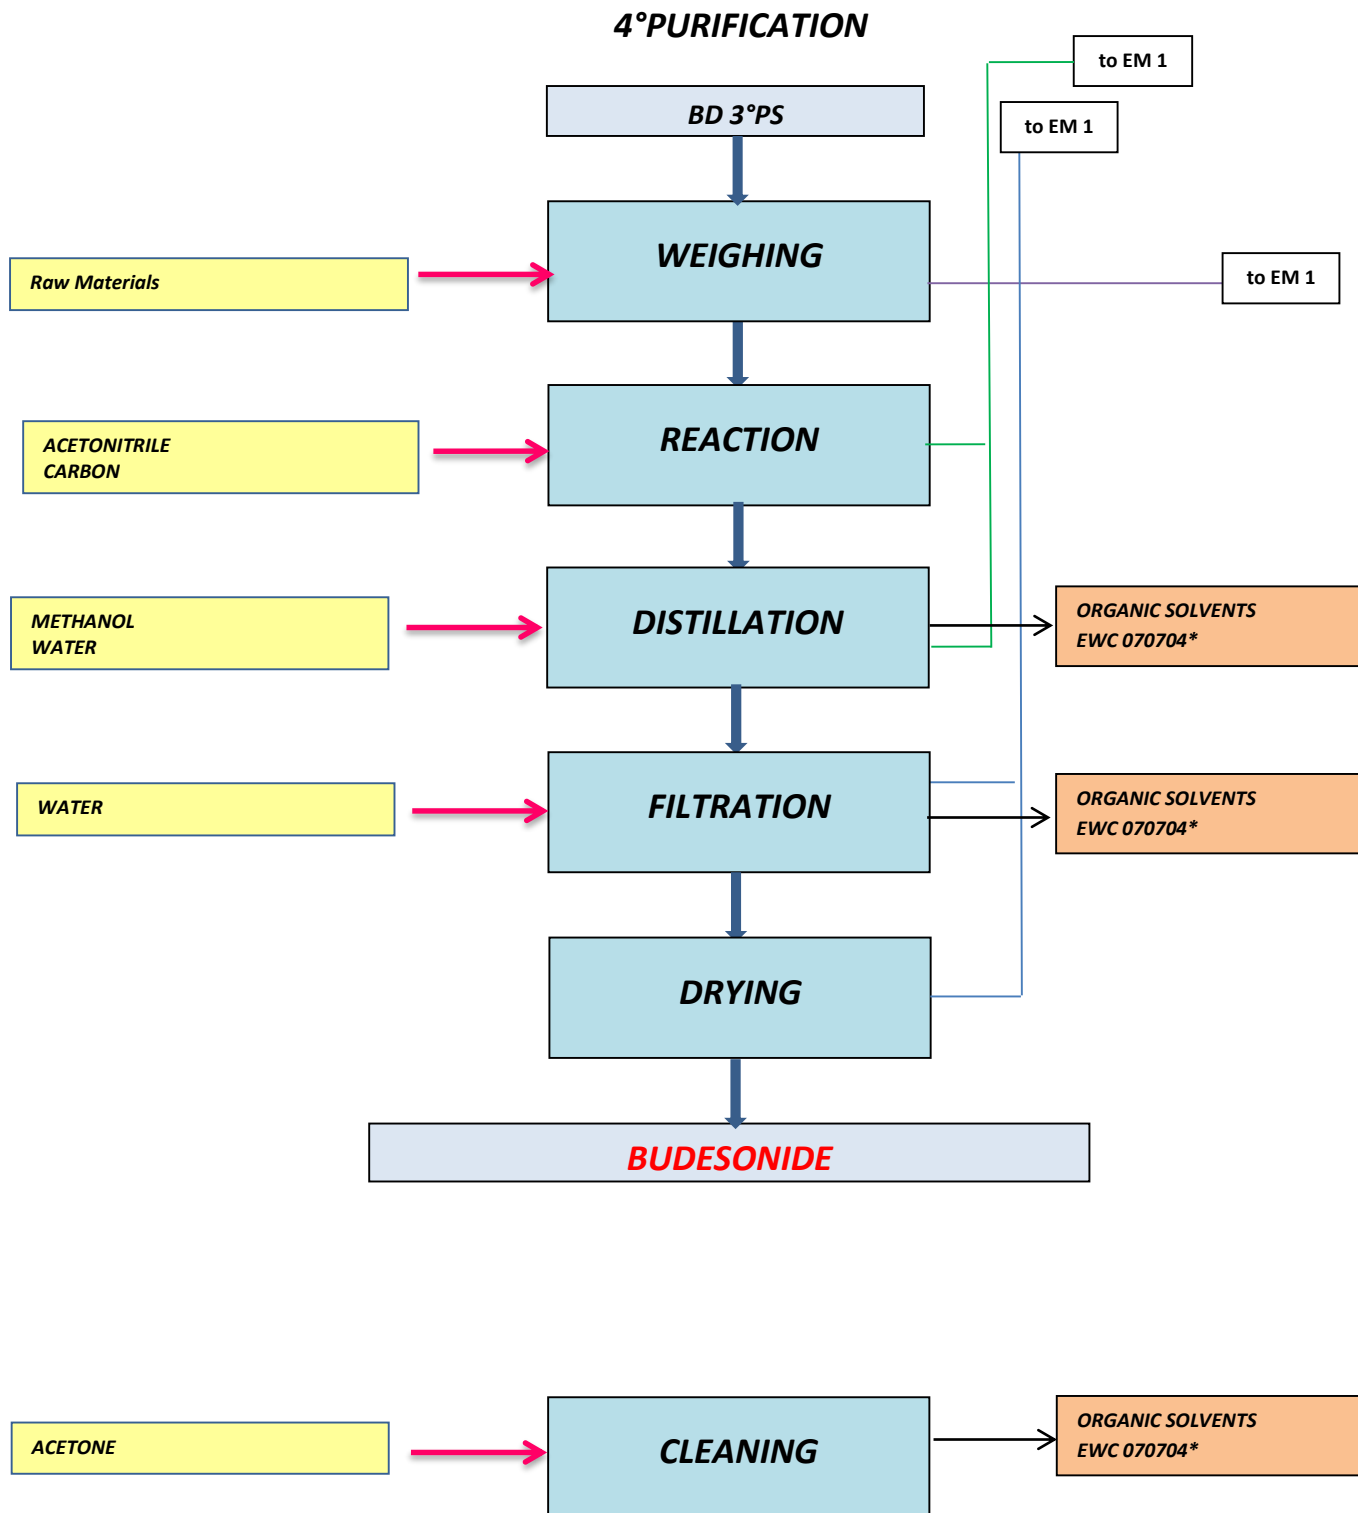 4°PURIFICATION
to EM 1
BD 3°PS
to EM 1
WEIGHING
Raw Materials
to EM 1
REACTION
ACETONITRILE
CARBON
DISTILLATION
METHANOL
WATER
ORGANIC SOLVENTS
EWC 070704*
FILTRATION
WATER
ORGANIC SOLVENTS
EWC 070704*
DRYING
BUDESONIDE
CLEANING
ACETONE
ORGANIC SOLVENTS
EWC 070704*